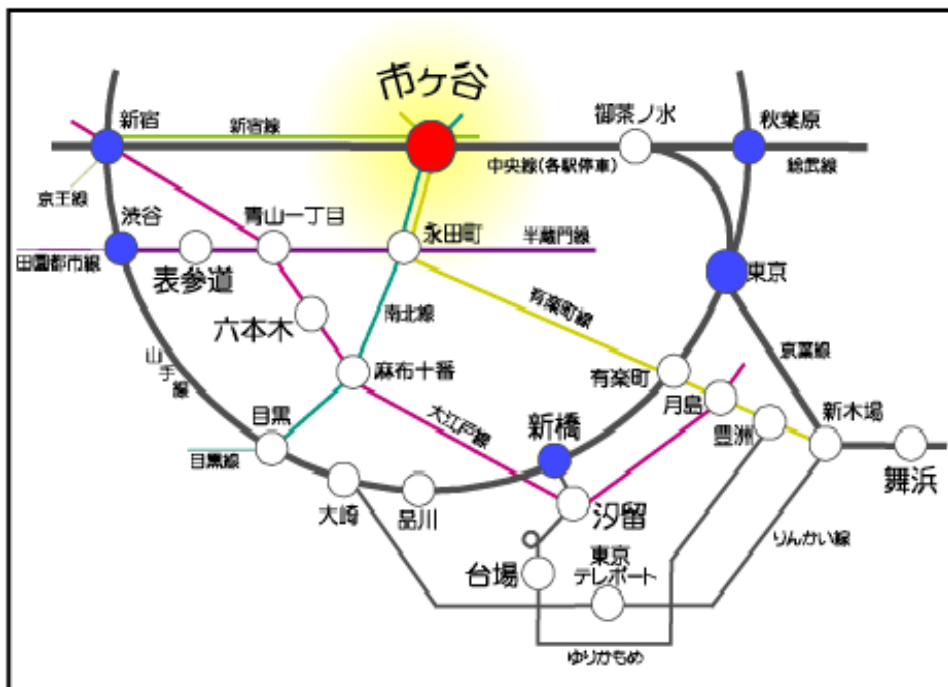 市ヶ谷
新宿
新宿線
御茶ノ水
秋葉原
中央線(各駅停車)
総武線
京王線
渋谷
青山一丁目
永田町
半蔵門線
田園都市線
表参道
東京
六本木
南北線
有楽町線
京葉線
山手線
麻布十番
有楽町
月島
目黒
大江戸線
新橋
豊洲
新木場
目黒線
舞浜
大崎
品川
汐留
りんかい線
台場
東京
テレポート
ゆりかもめ